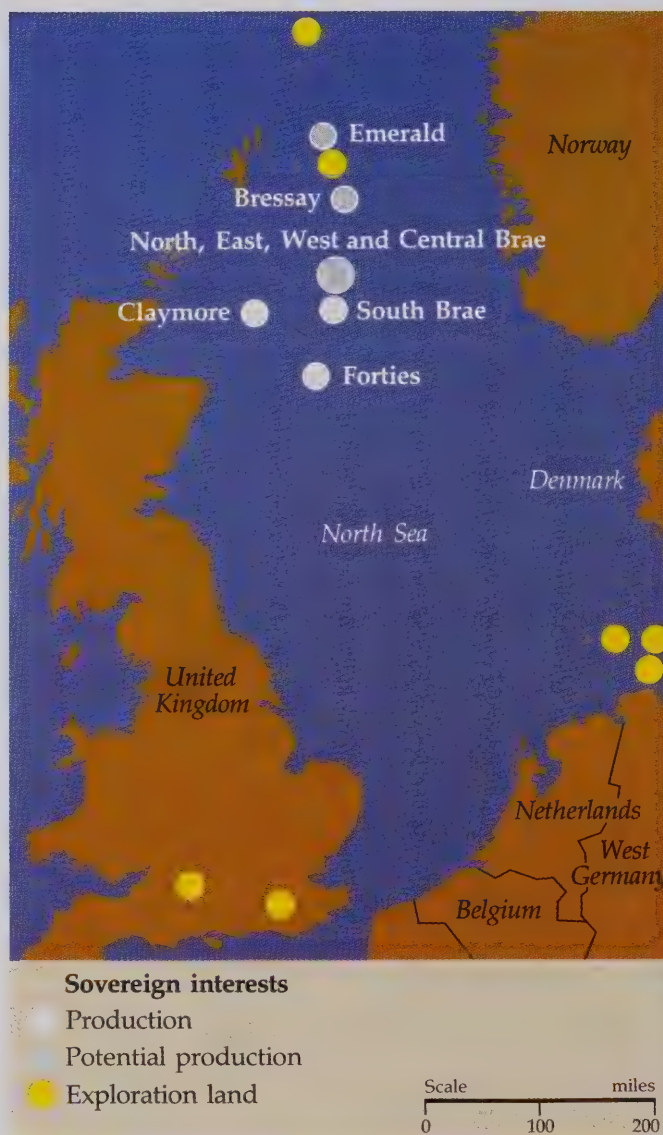 Emerald
Norway
Bressay
North, East, West and Central Brae
Claymore
South Brae
Forties
Denmark
North Sea
United
Kingdom
Netherlands
West
Germany
Belgium
Sovereign interests
Production
Potential production
Exploration land
Scale miles
0 100 200